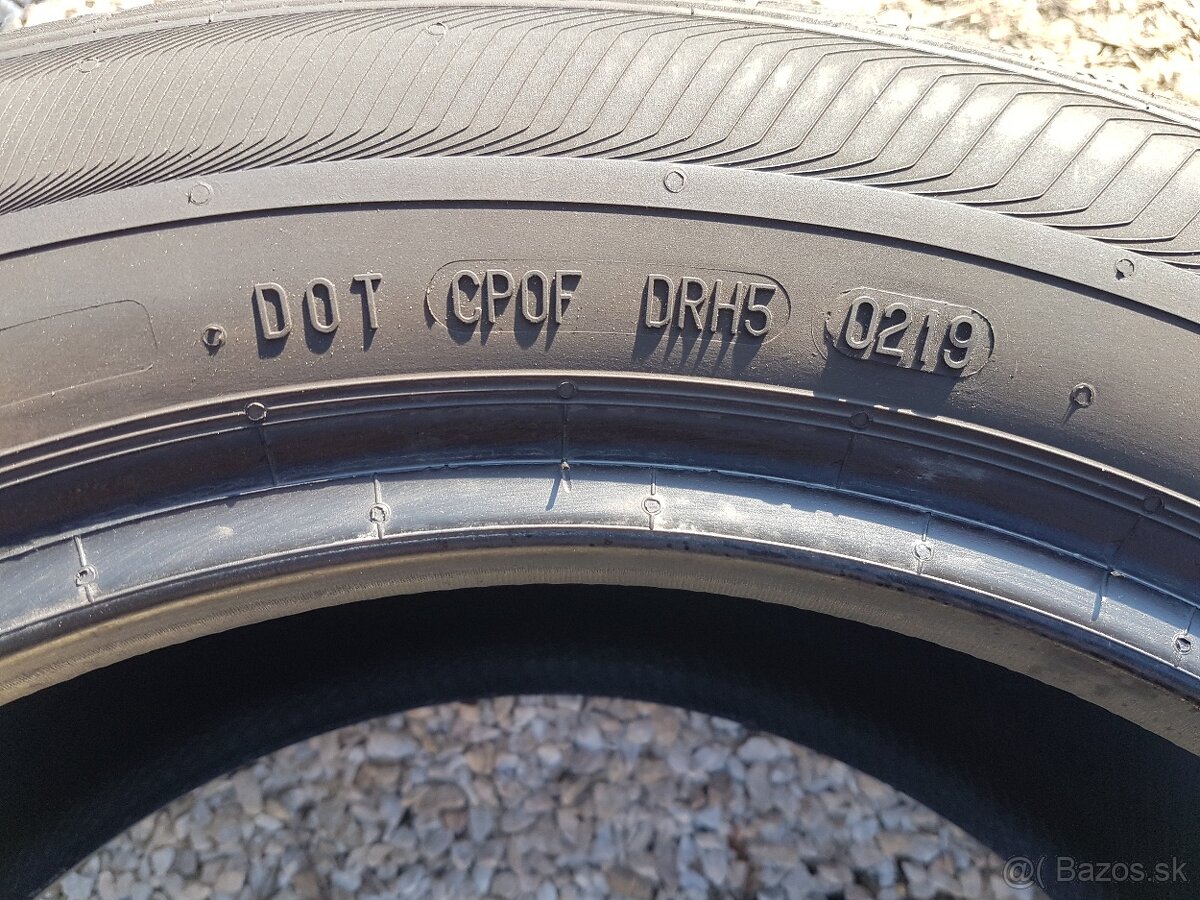 DOT CP0F DRH5 0219
@( Bazos.sk